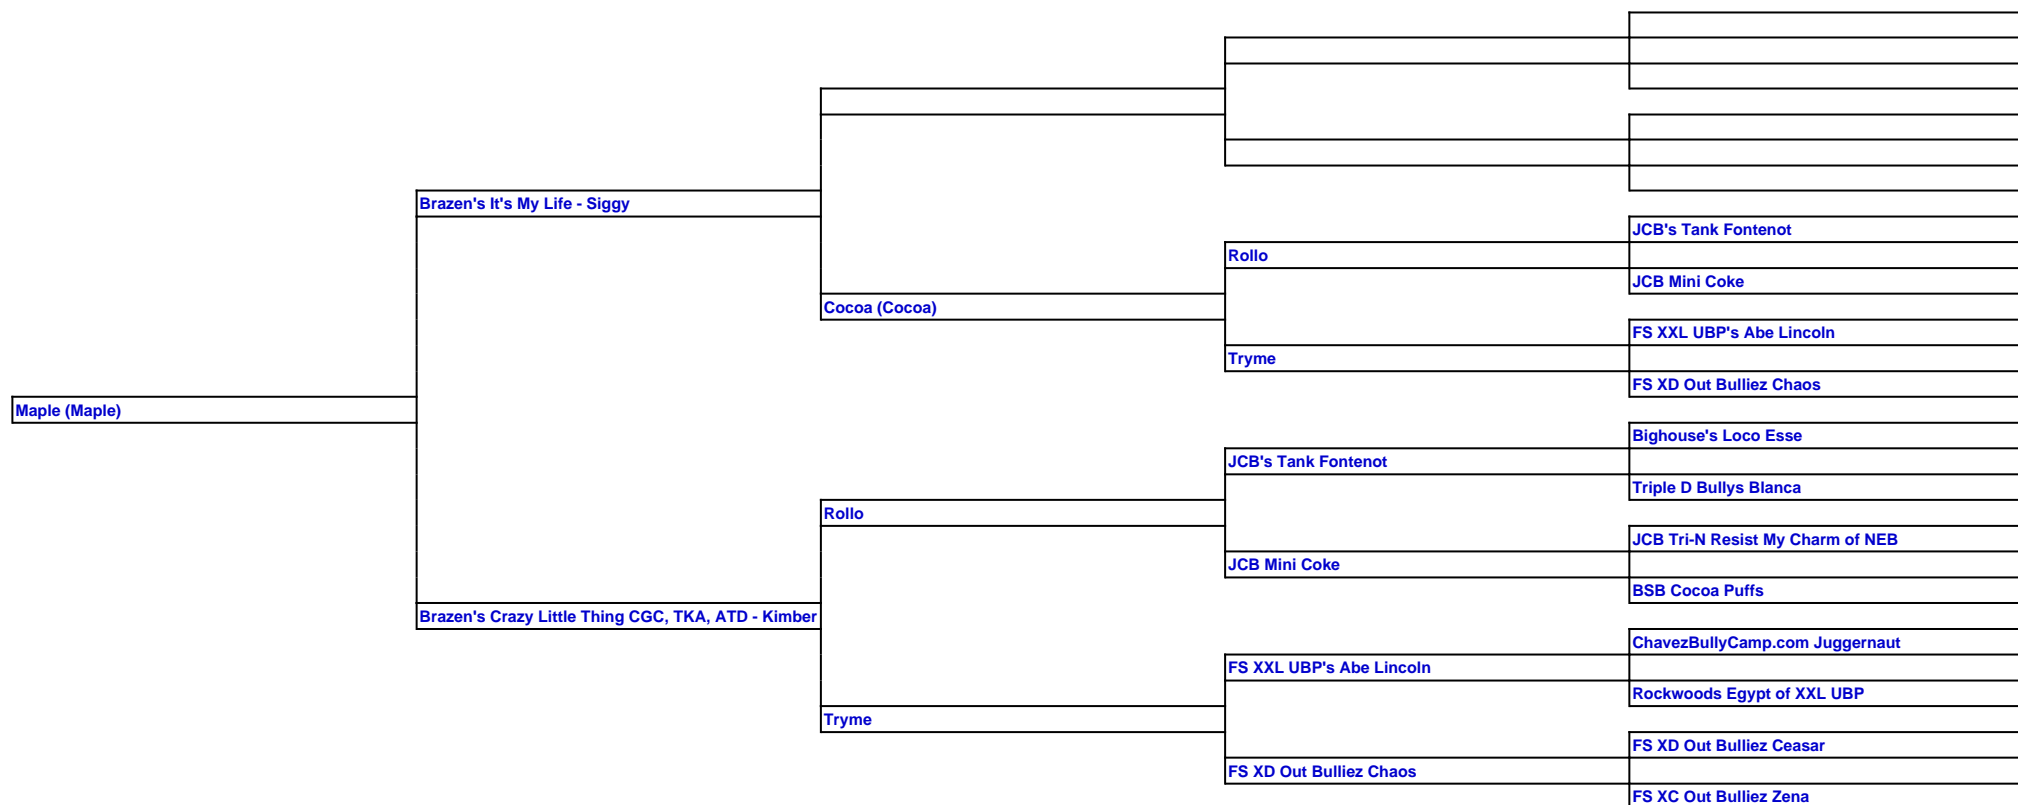 Brazen's It's My Life - Siggy
JCB's Tank Fontenot
Rollo
JCB Mini Coke
Cocoa (Cocoa)
FS XXL UBP's Abe Lincoln
Tryme
FS XD Out Bulliez Chaos
Maple (Maple)
Bighouse's Loco Esse
JCB's Tank Fontenot
Triple D Bullys Blanca
Rollo
JCB Tri-N Resist My Charm of NEB
JCB Mini Coke
BSB Cocoa Puffs
Brazen's Crazy Little Thing CGC, TKA, ATD - Kimber
ChavezBullyCamp.com Juggernaut
FS XXL UBP's Abe Lincoln
Rockwoods Egypt of XXL UBP
Tryme
FS XD Out Bulliez Ceasar
FS XD Out Bulliez Chaos
FS XC Out Bulliez Zena